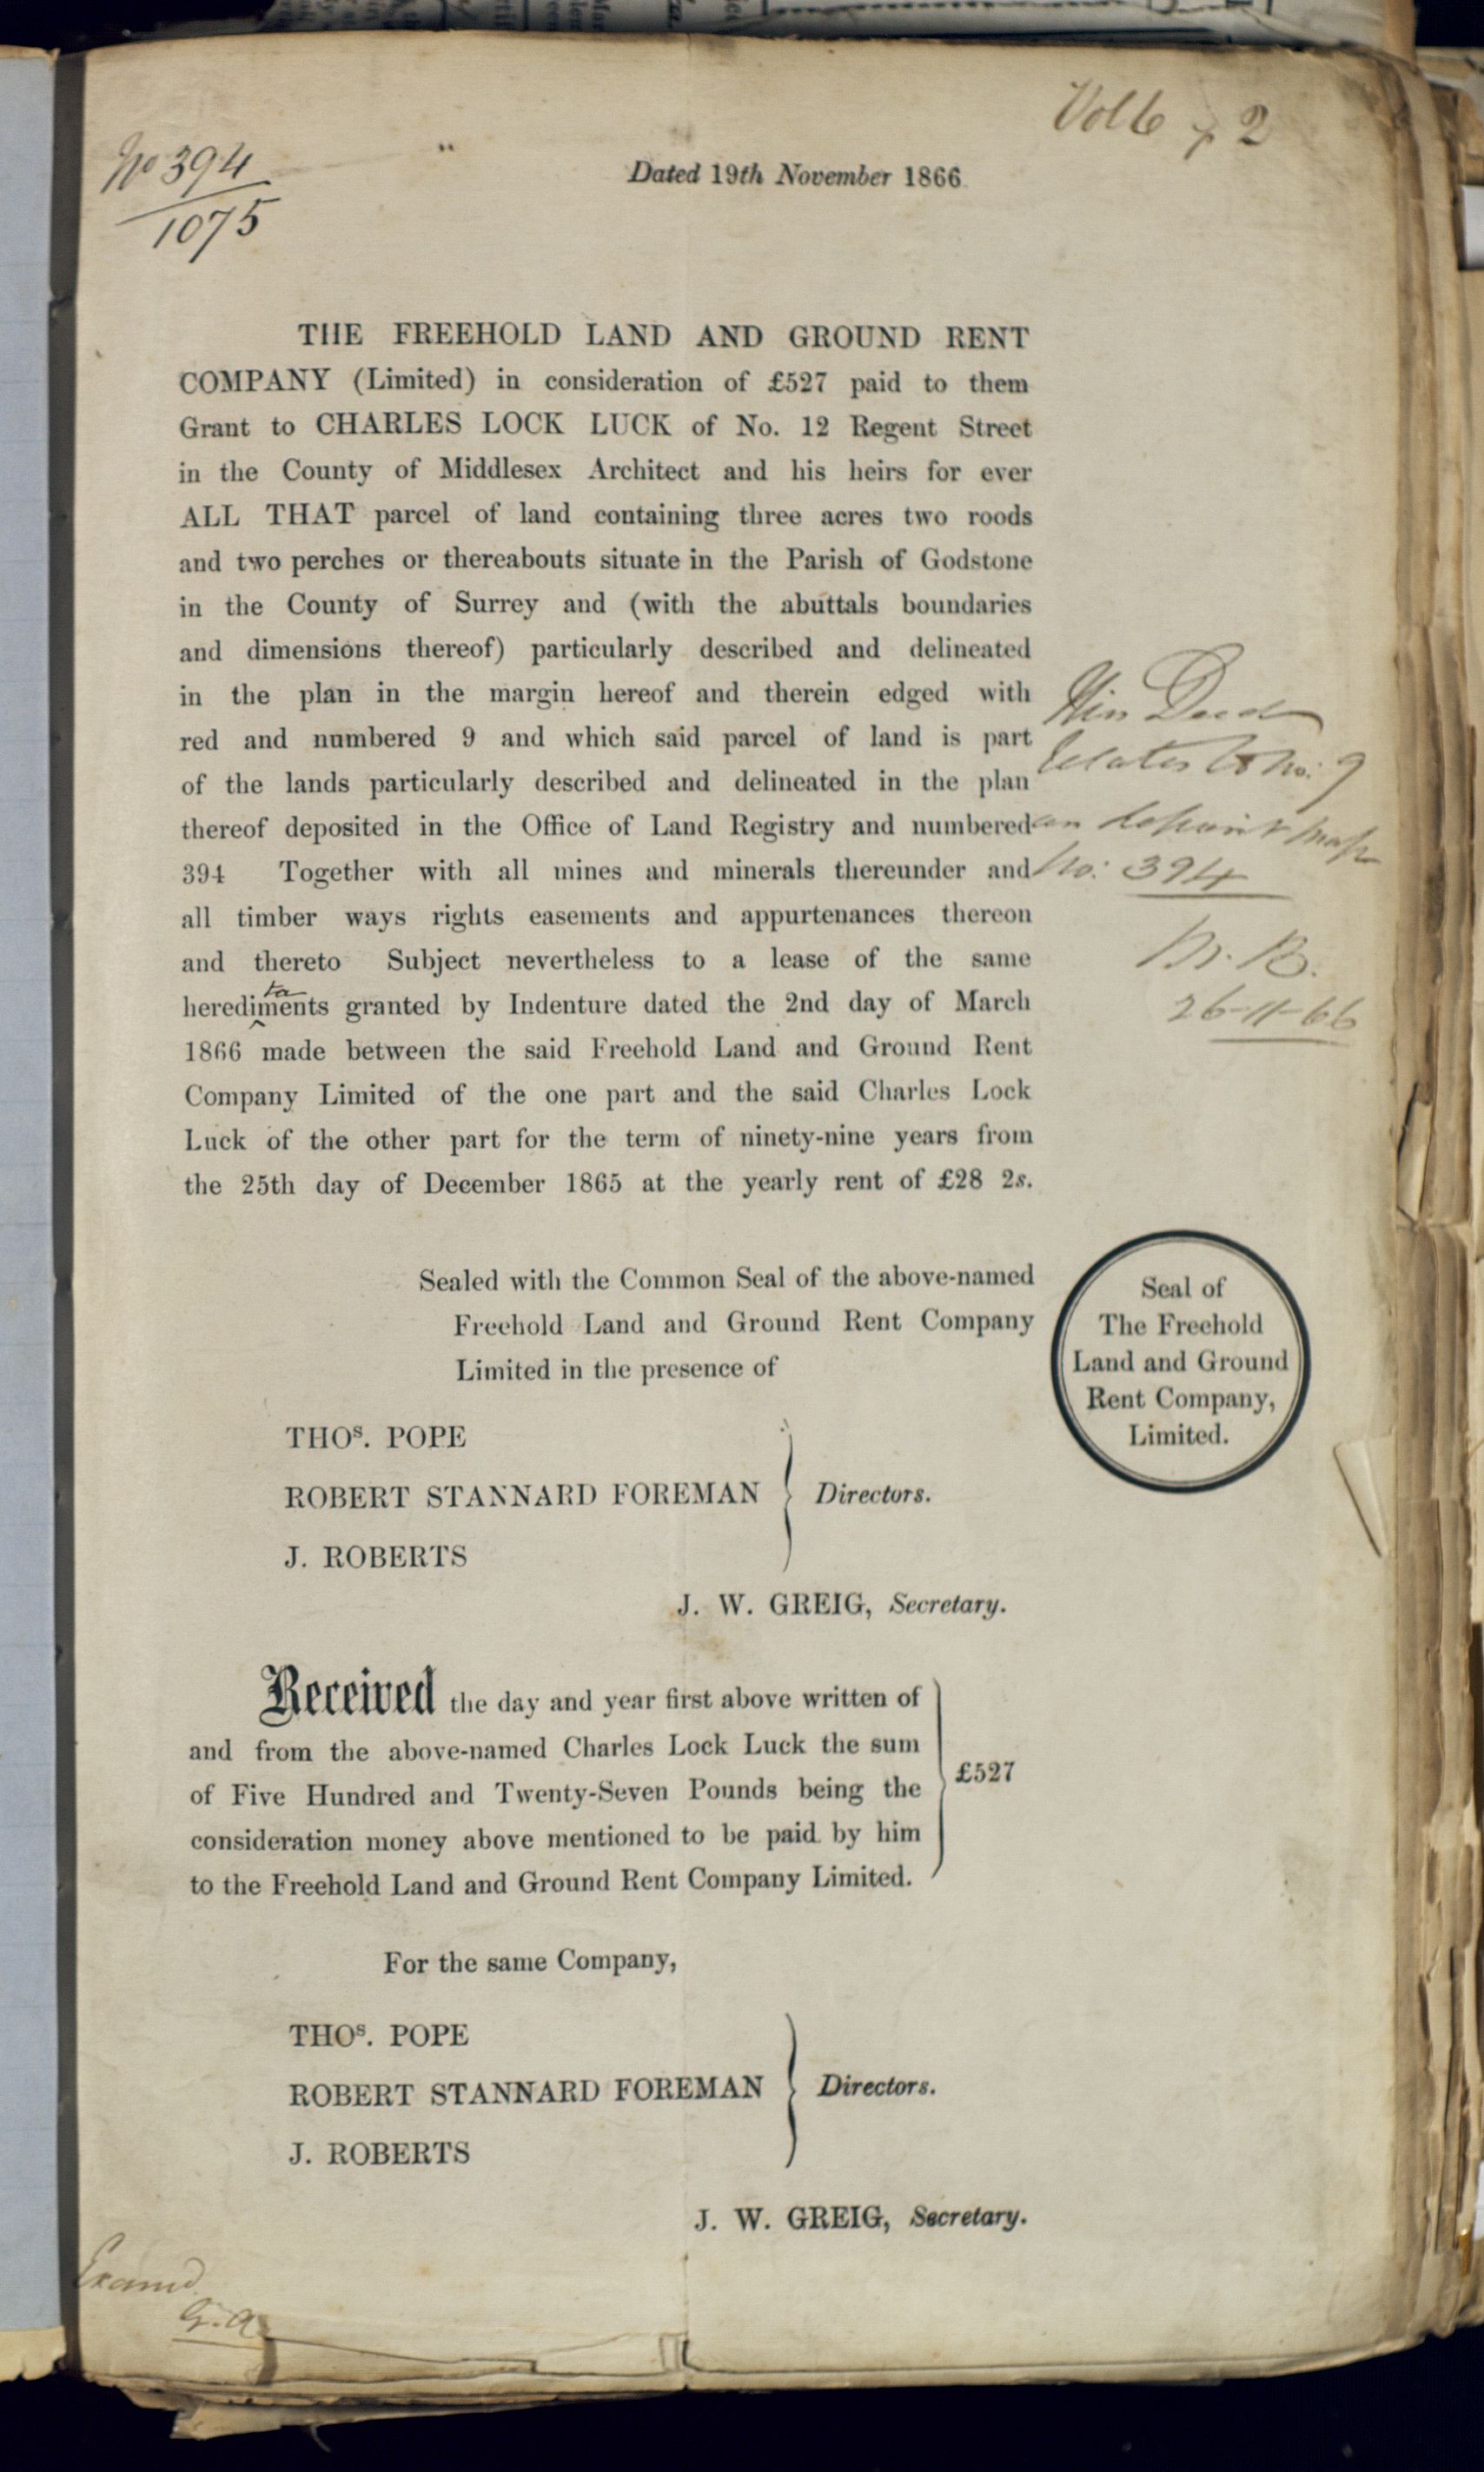 Vol 6 p 2
No 394
1075
Dated 19th November 1866.
THE FREEHOLD LAND AND GROUND RENT
COMPANY (Limited) in consideration of £527 paid to them
Grant to CHARLES LOCK LUCK of No. 12 Regent Street
in the County of Middlesex Architect and his heirs for ever
ALL THAT parcel of land containing three acres two roods
and two perches or thereabouts situate in the Parish of Godstone
in the County of Surrey and (with the abuttals boundaries
and dimensions thereof) particularly described and delineated
in the plan in the margin hereof and therein edged with
red and numbered 9 and which said parcel of land is part
of the lands particularly described and delineated in the plan
thereof deposited in the Office of Land Registry and numbered
394 Together with all mines and minerals thereunder and
all timber ways rights easements and appurtenances thereon
and thereto Subject nevertheless to a lease of the same
ta
herediments granted by Indenture dated the 2nd day of March
1866 made between the said Freehold Land and Ground Rent
Company Limited of the one part and the said Charles Lock
Luck of the other part for the term of ninety-nine years from
the 25th day of December 1865 at the yearly rent of £28 2s.
This Deed
relates to No: 9
on deposit map
No: 394
26-11-66
Sealed with the Common Seal of the above-named
Freehold Land and Ground Rent Company
Limited in the presence of
Seal of
The Freehold
Land and Ground
Rent Company,
Limited.
THOs. POPE
ROBERT STANNARD FOREMAN
Directors.
J. ROBERTS
J. W. GREIG, Secretary.
Received the day and year first above written of
and from the above-named Charles Lock Luck the sum
of Five Hundred and Twenty-Seven Pounds being the
consideration money above mentioned to be paid by him
to the Freehold Land and Ground Rent Company Limited.
£527
For the same Company,
THOs. POPE
ROBERT STANNARD FOREMAN
Directors.
J. ROBERTS
J. W. GREIG, Secretary.
Examd
G. A.